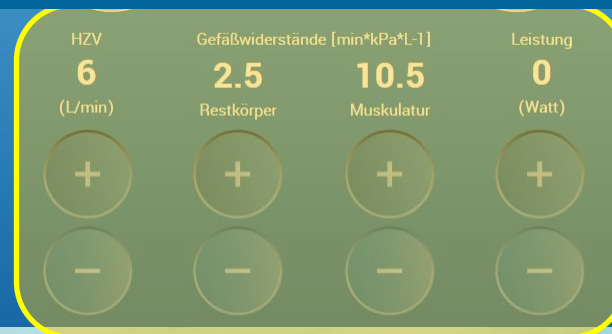 HZV Gefäßwiderstände [min*kPa*L-1] Leistung
6 2.5 10.5 0
(L/min) Restkörper Muskulatur (Watt)
+ + + +
− − − −